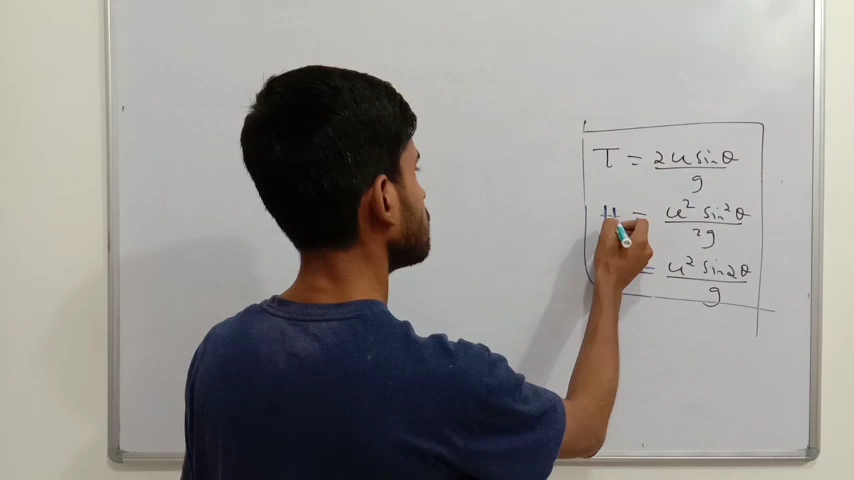 T = 2u sinθ / g
H = u² sin²θ / 2g
= u² sin2θ / g